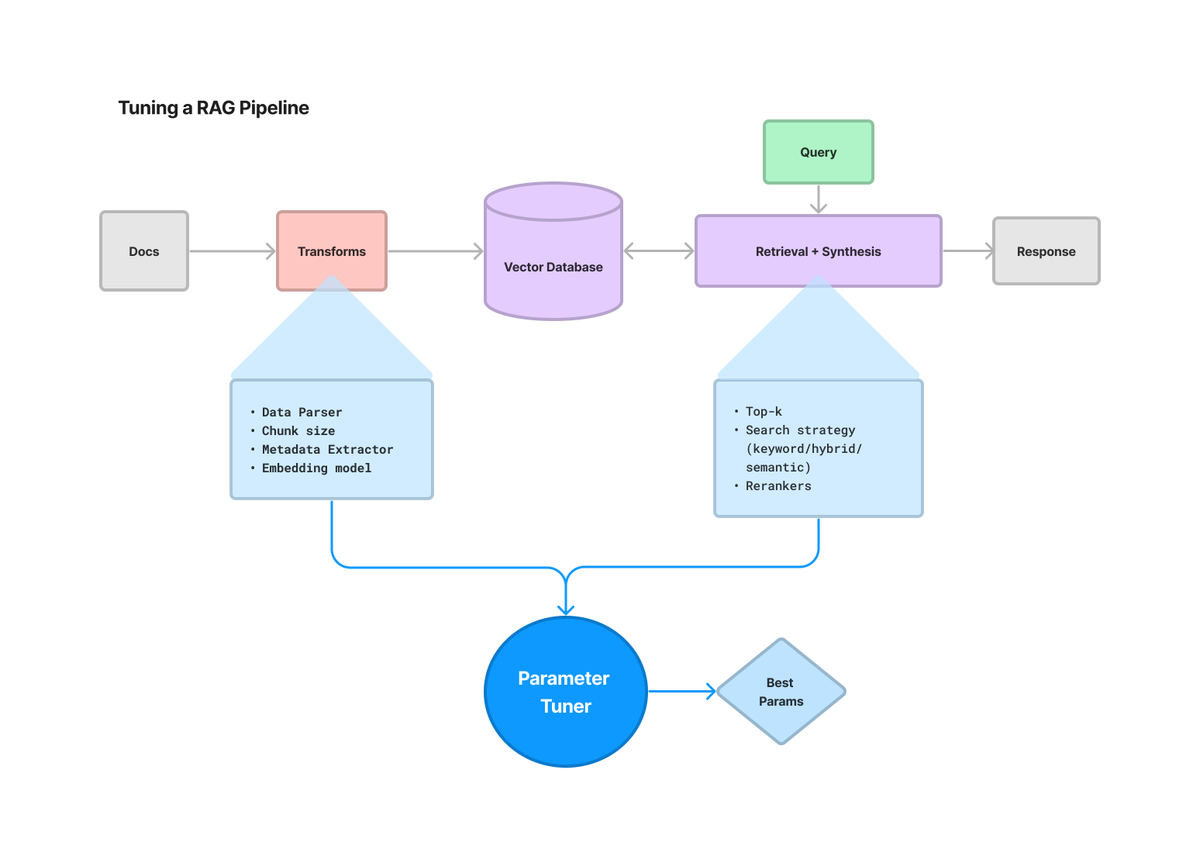 Tuning a RAG Pipeline
Query
Docs
Transforms
Vector Database
Retrieval + Synthesis
Response
• Data Parser
• Chunk size
• Metadata Extractor
• Embedding model
• Top-k
• Search strategy
(keyword/hybrid/
semantic)
• Rerankers
Parameter
Tuner
Best
Params